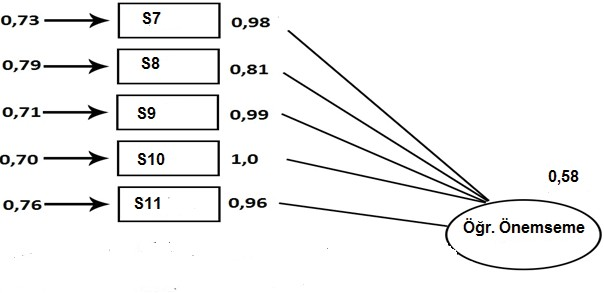 0,73 S7 0,98
0,79 S8 0,81
0,71 S9 0,99
0,70 S10 1,0
0,58
0,76 S11 0,96
Öğr. Önemseme